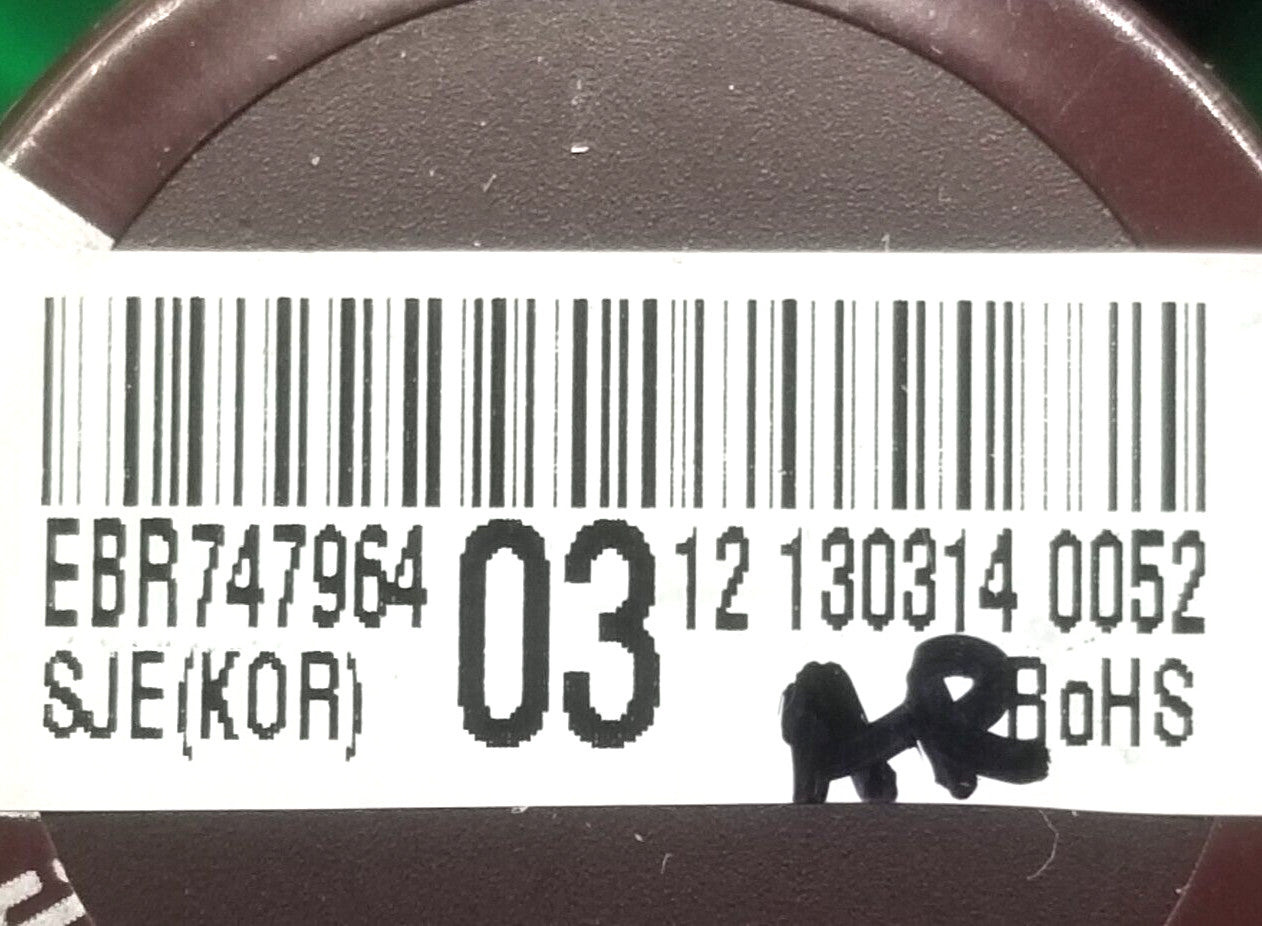 EBR747964 03 12 130314 0052
SJE(KOR) RoHS